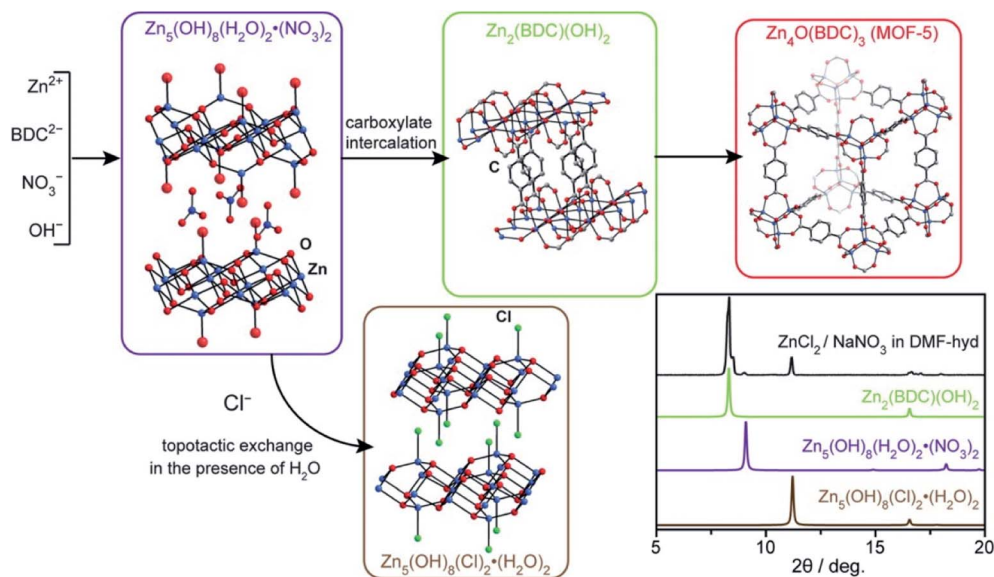 Zn₅(OH)₈(H₂O)₂•(NO₃)₂
Zn₂(BDC)(OH)₂
Zn₄O(BDC)₃ (MOF-5)
Zn²⁺
BDC²⁻
NO₃⁻
OH⁻
carboxylate
intercalation
C
O
Zn
Cl⁻
topotactic exchange
in the presence of H₂O
Cl
Zn₅(OH)₈(Cl)₂•(H₂O)₂
ZnCl₂ / NaNO₃ in DMF-hyd
Zn₂(BDC)(OH)₂
Zn₅(OH)₈(H₂O)₂•(NO₃)₂
Zn₅(OH)₈(Cl)₂•(H₂O)₂
5 10 15 20
2θ / deg.